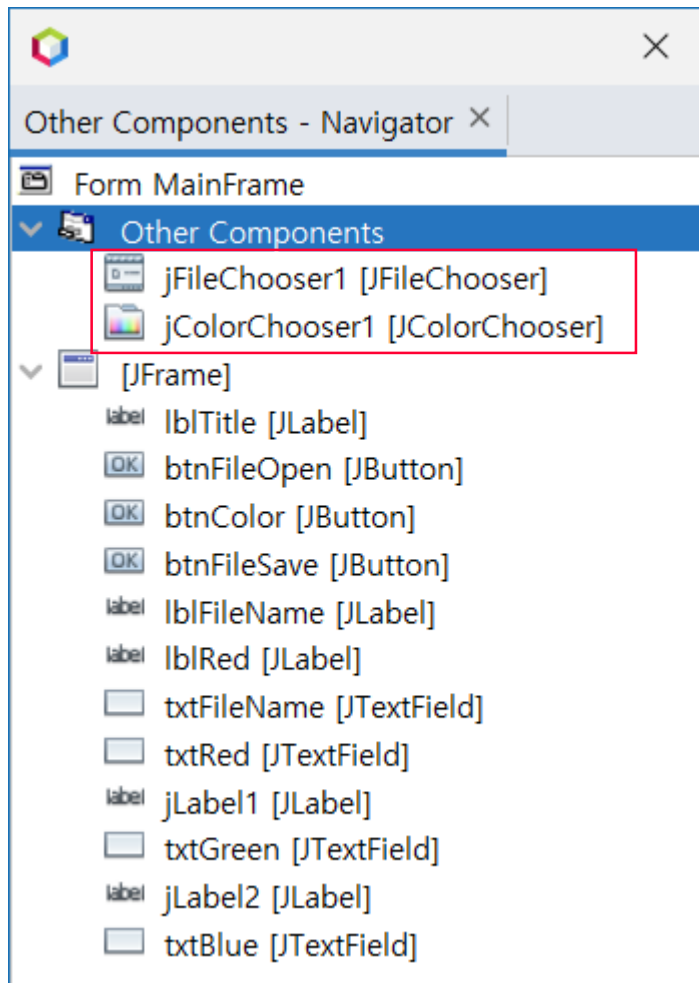 Other Components - Navigator
Form MainFrame
Other Components
jFileChooser1 [JFileChooser]
jColorChooser1 [JColorChooser]
[JFrame]
label lblTitle [JLabel]
OK btnFileOpen [JButton]
OK btnColor [JButton]
OK btnFileSave [JButton]
label lblFileName [JLabel]
label lblRed [JLabel]
txtFileName [JTextField]
txtRed [JTextField]
label jLabel1 [JLabel]
txtGreen [JTextField]
label jLabel2 [JLabel]
txtBlue [JTextField]